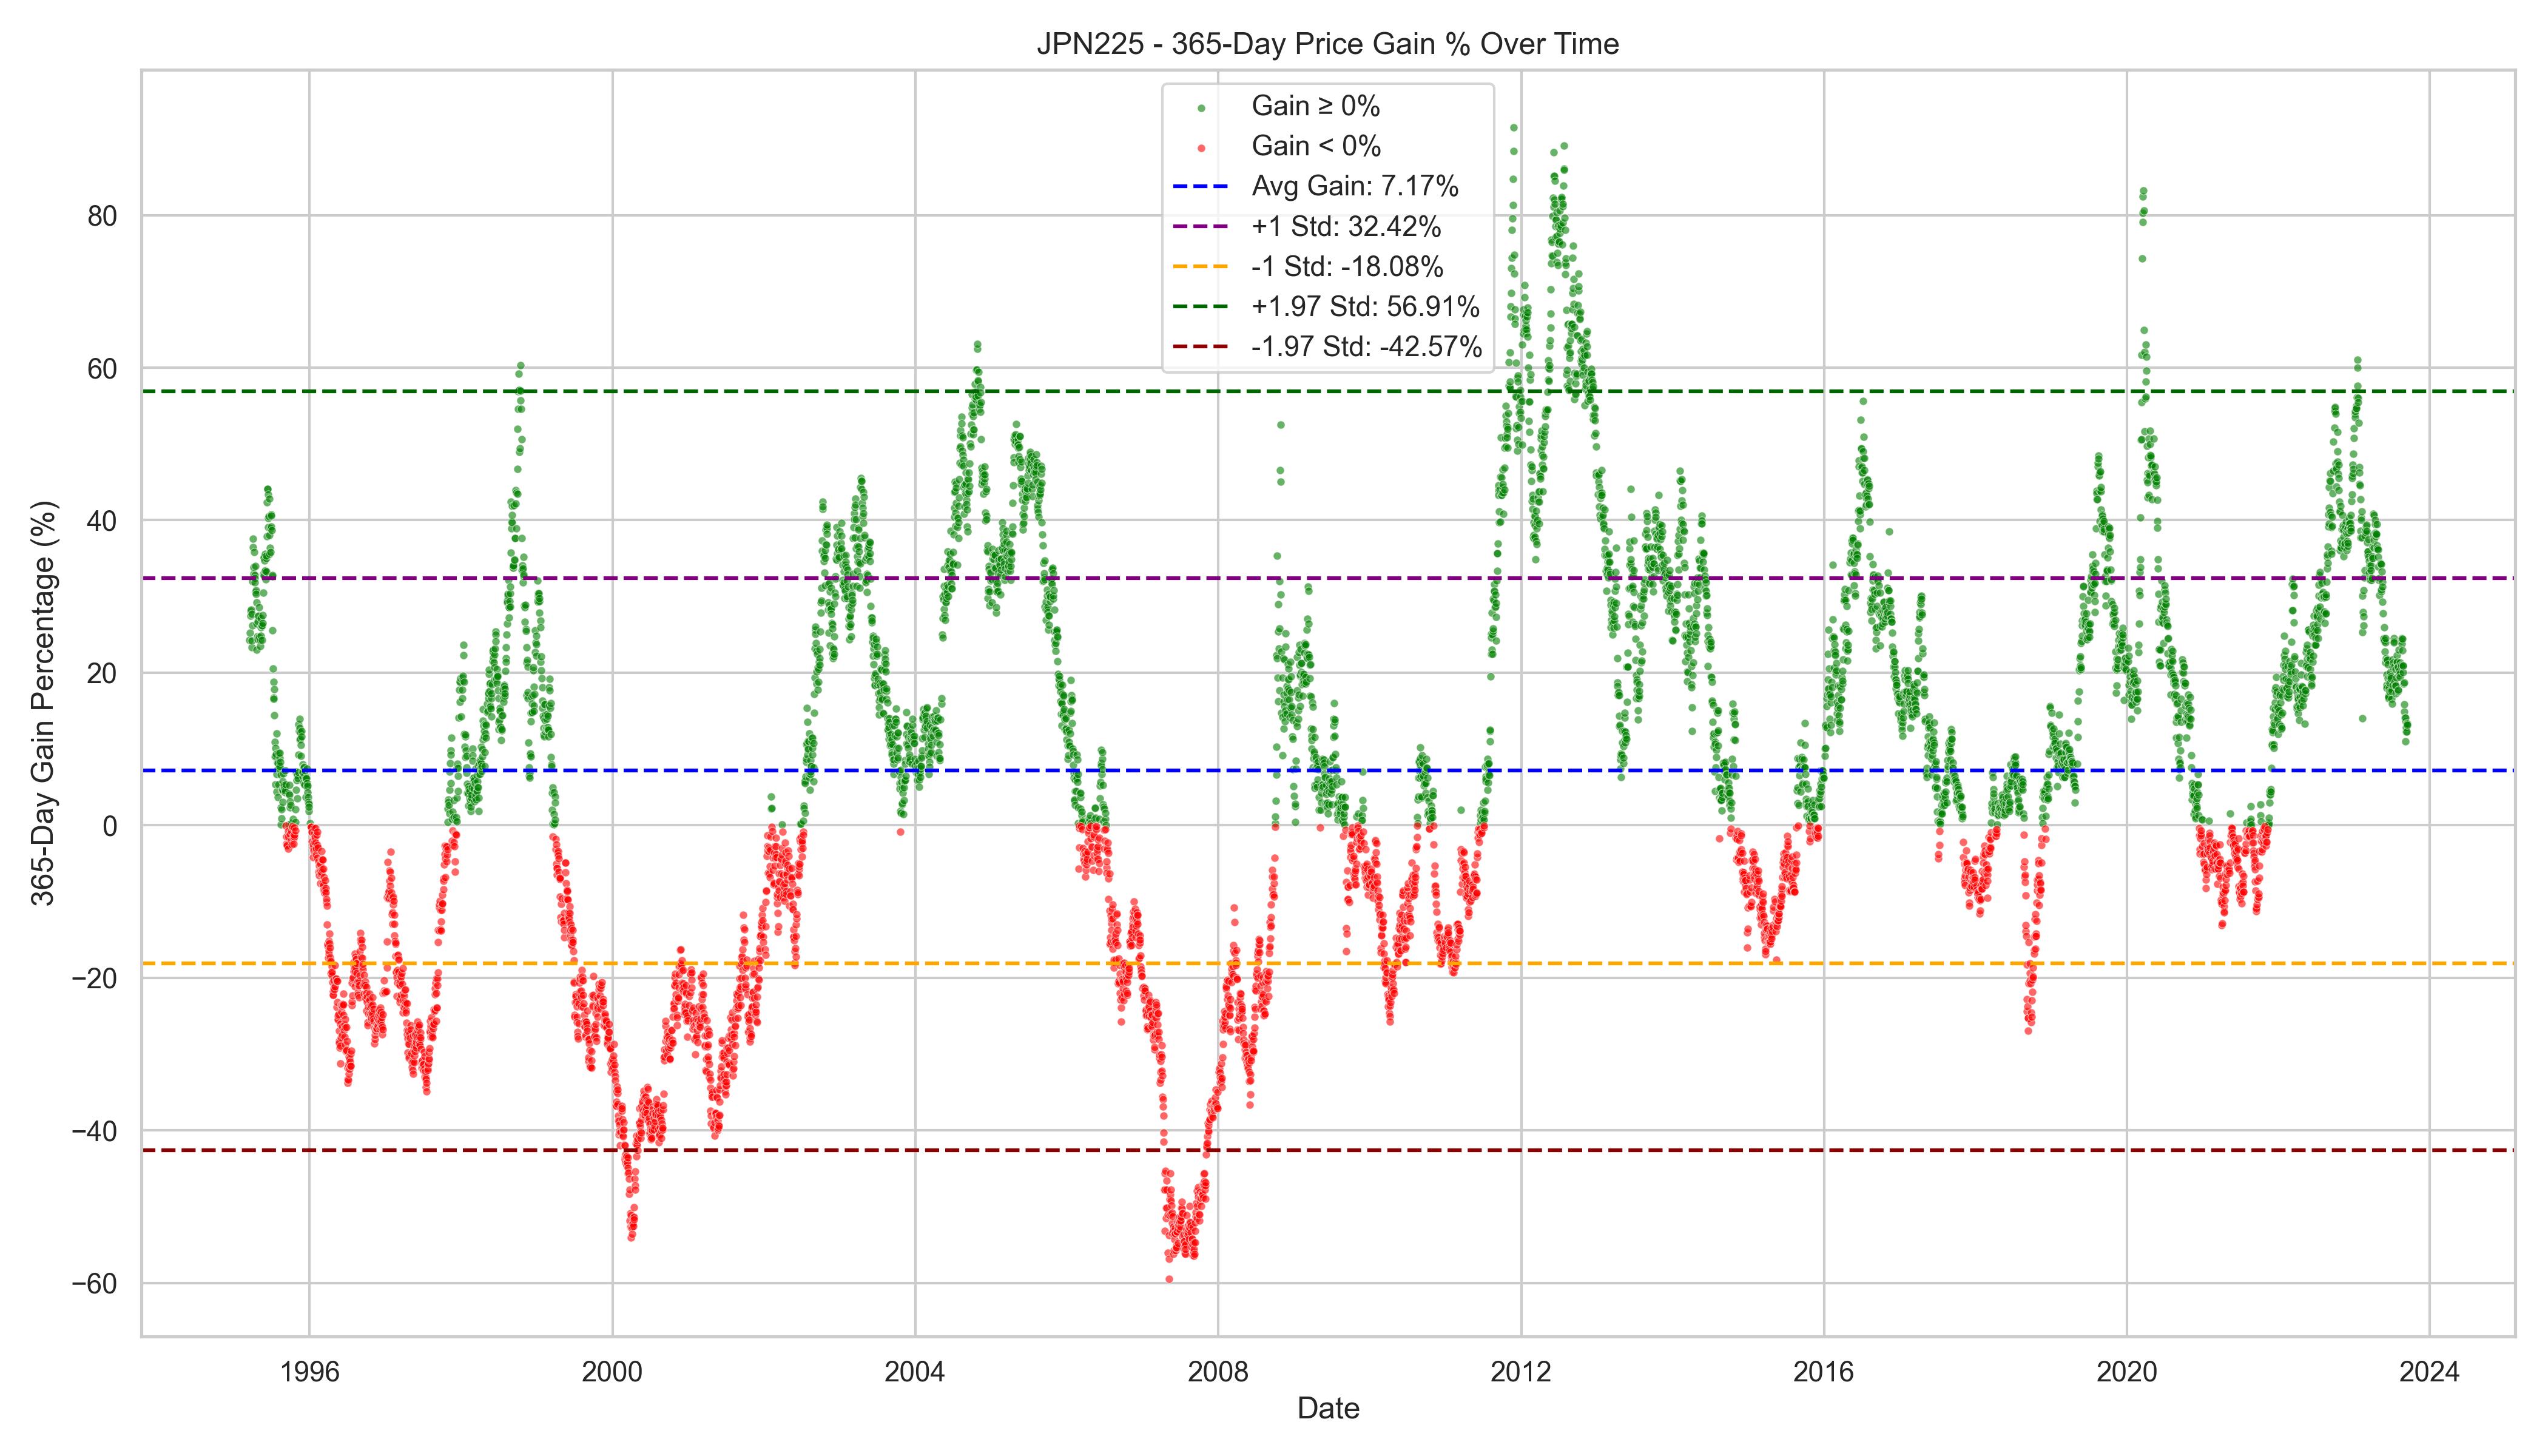 JPN225 - 365-Day Price Gain % Over Time
Gain ≥ 0%
Gain < 0%
Avg Gain: 7.17%
+1 Std: 32.42%
-1 Std: -18.08%
+1.97 Std: 56.91%
-1.97 Std: -42.57%
365-Day Gain Percentage (%)
80
60
40
20
0
−20
−40
−60
1996 2000 2004 2008 2012 2016 2020 2024
Date